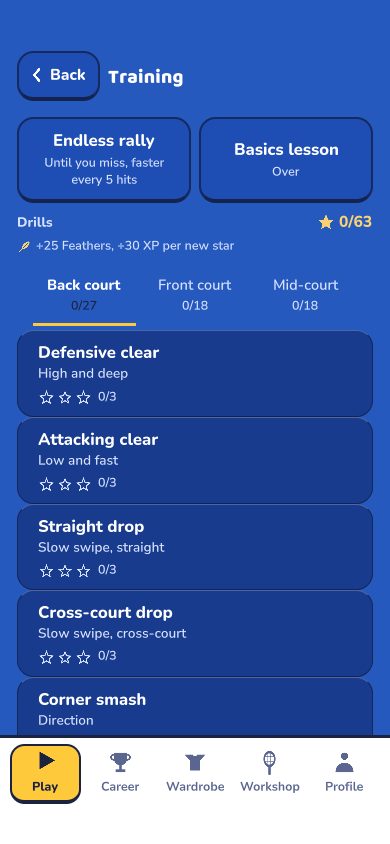 Back
Training
Endless rally
Until you miss, faster
every 5 hits
Basics lesson
Over
Drills
0/63
+25 Feathers, +30 XP per new star
Back court
0/27
Front court
0/18
Mid-court
0/18
Defensive clear
High and deep
0/3
Attacking clear
Low and fast
0/3
Straight drop
Slow swipe, straight
0/3
Cross-court drop
Slow swipe, cross-court
0/3
Corner smash
Direction
Play
Career
Wardrobe
Workshop
Profile